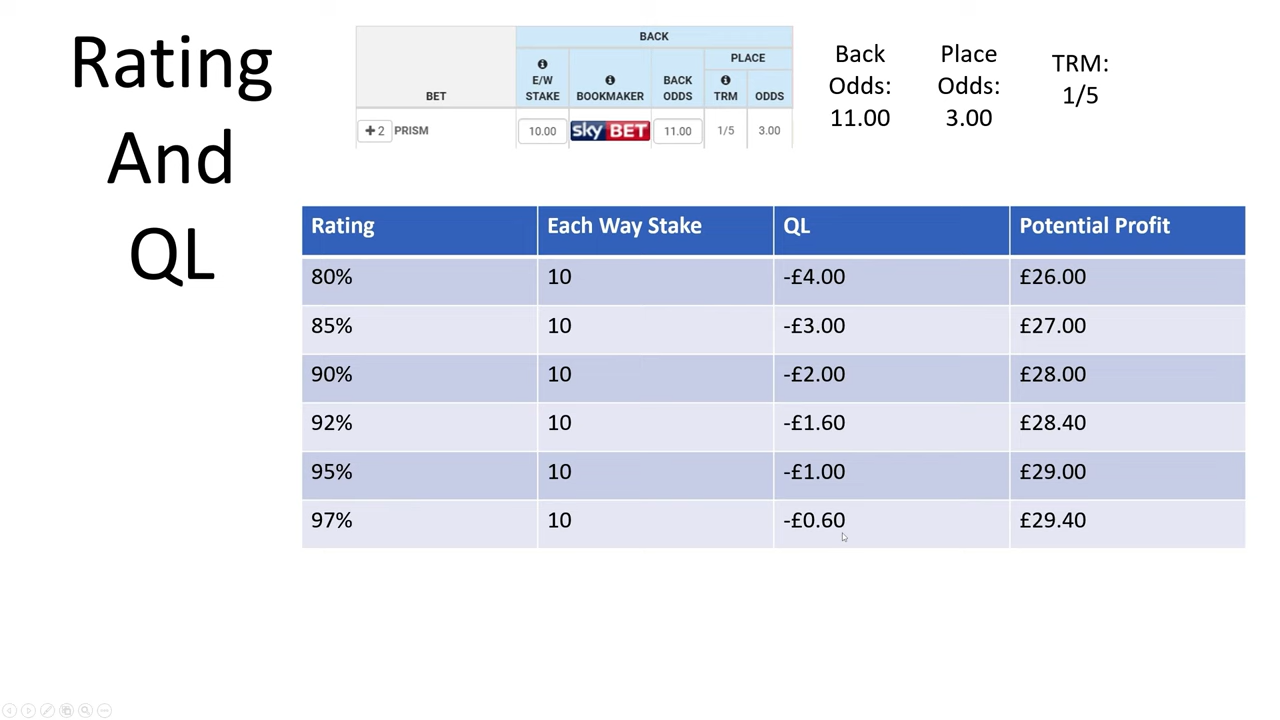 Rating
And
QL
BACK
PLACE
BET
E/W
STAKE
BOOKMAKER
BACK
ODDS
TRM
ODDS
+ 2 PRISM 10.00 sky BET 11.00 1/5 3.00
Back
Odds:
11.00
Place
Odds:
3.00
TRM:
1/5
Rating Each Way Stake QL Potential Profit
80% 10 -£4.00 £26.00
85% 10 -£3.00 £27.00
90% 10 -£2.00 £28.00
92% 10 -£1.60 £28.40
95% 10 -£1.00 £29.00
97% 10 -£0.60 £29.40